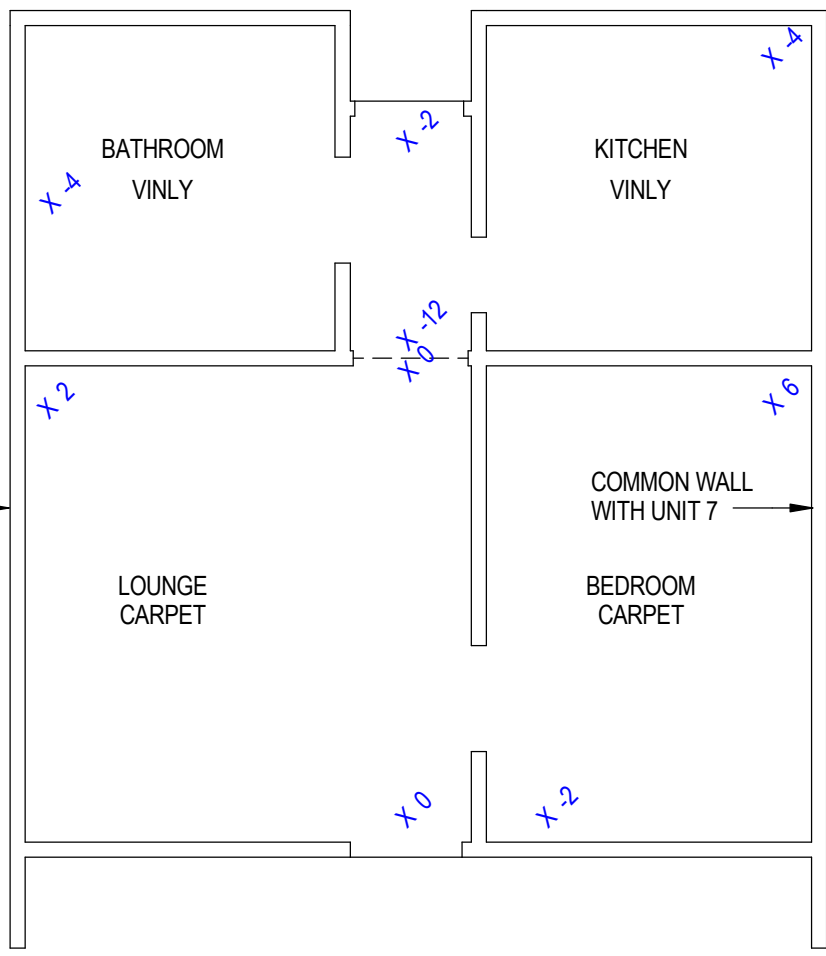 X -4
X -2
BATHROOM
VINLY
KITCHEN
VINLY
X -4
X -12
X 0
X 2
X 6
COMMON WALL
WITH UNIT 7
LOUNGE
CARPET
BEDROOM
CARPET
X 0
X -2